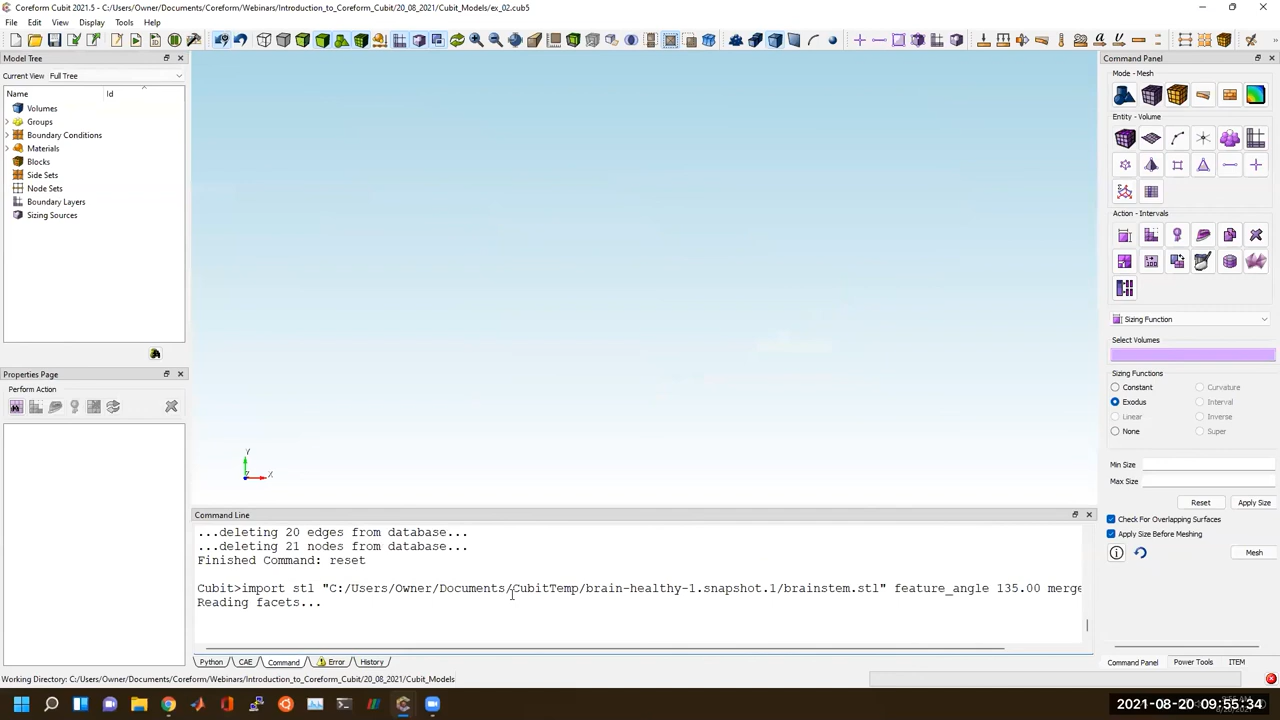 Coreform Cubit 2021.5 - C:/Users/Owner/Documents/Coreform/Webinars/Introduction_to_Coreform_Cubit/20_08_2021/Cubit_Models/ex_02.cub5
File Edit View Display Tools Help
Model Tree
Current View Full Tree
Name Id
Volumes
Groups
Boundary Conditions
Materials
Blocks
Side Sets
Node Sets
Boundary Layers
Sizing Sources
Properties Page
Perform Action
Y
X
Z
Command Line
...deleting 20 edges from database...
...deleting 21 nodes from database...
Finished Command: reset
Cubit>import stl "C:/Users/Owner/Documents/CubitTemp/brain-healthy-1.snapshot.1/brainstem.stl" feature_angle 135.00 merge
Reading facets...
Python CAE Command Error History
Command Panel
Mode - Mesh
Entity - Volume
Action - Intervals
Sizing Function
Select Volumes
Sizing Functions
Constant Curvature
Exodus Interval
Linear Inverse
None Super
Min Size
Max Size
Reset Apply Size
Check For Overlapping Surfaces
Apply Size Before Meshing
Mesh
Command Panel Power Tools ITEM
Working Directory: C:/Users/Owner/Documents/Coreform/Webinars/Introduction_to_Coreform_Cubit/20_08_2021/Cubit_Models
2021-08-20 09:55:34